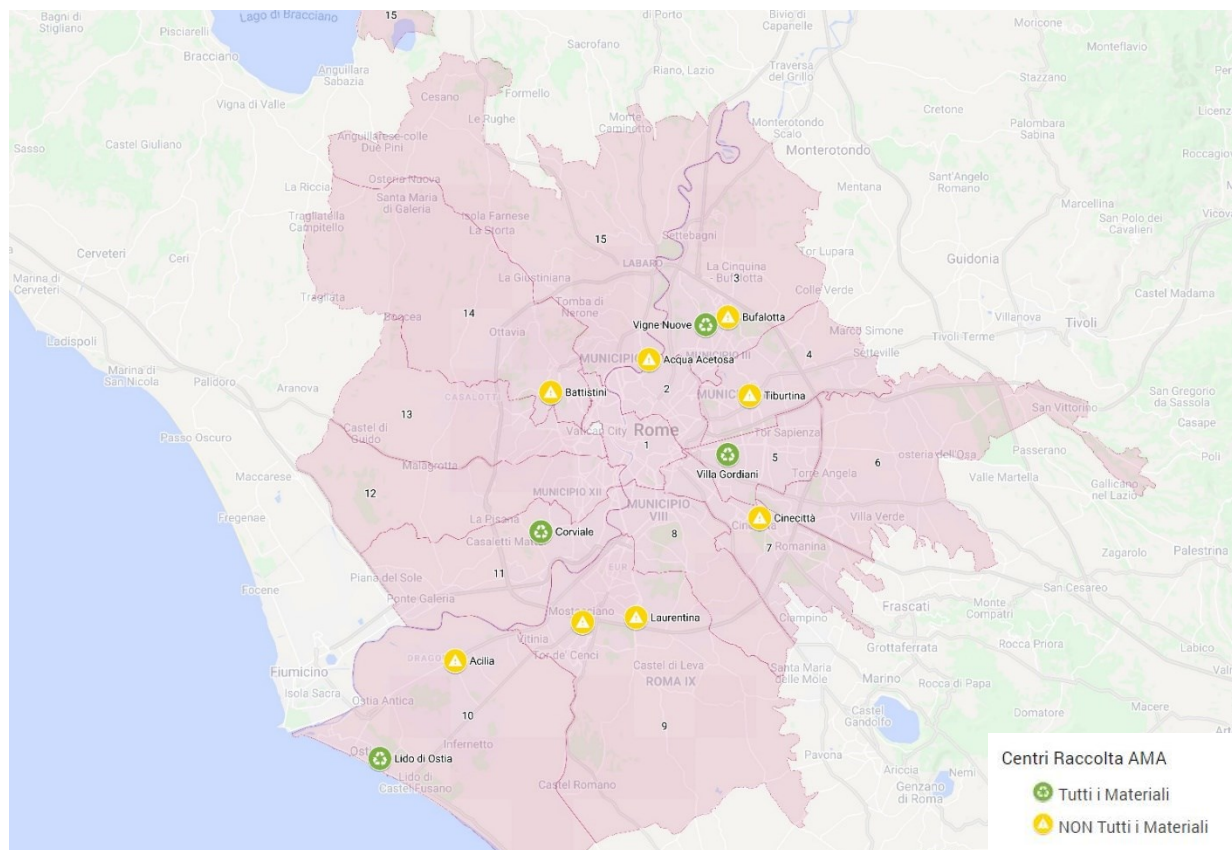 15
Lago di Bracciano
Bagni di
Stigliano
Pisciarelli
Bracciano
Anguillara
Sabazia
Vigna di Valle
Sasso
Castel Giuliano
di Porto
Bivio di
Capanelle
Sacrofano
Riano, Lazio
Traversa
del Grillo
Moricone
Monteflavio
Stazzano
Cretone
Palombara
Sabina
Cesano
Formello
Le Rughe
Monte
Caminetto
Monterotondo
Scalo
Monterotondo
Mentana
Sant'Angelo
Romano
Marcellina
San Polo dei
Cavalieri
Anguillarese-colle
Due Pini
Osteria Nuova
Santa Maria
di Galeria
La Riccia
Tragliatella
Campitello
Isola Farnese
La Storta
15
Settebagni
LABARO
La Cinquina
- Bufalotta
3
Tor Lupara
Colle Verde
Guidonia
Castel Madama
Cerveteri
Ceri
Marina di
Cerveteri
Tragliata
La Giustiniana
Tomba di
Nerone
14
Boccea
Ottavia
Vigne Nuove
Bufalotta
Marco Simone
Setteville
Villanova
Tivoli Terme
Tivoli
Ladispoli
Marina di
San Nicola
Palidoro
Aranova
MUNICIPIO
Acqua Acetosa
MUNICIPIO III
4
2
Battistini
Tiburtina
CASALOTTI
13
Castel di
Guido
Vatican City
Rome
1
Tor Sapienza
5
Villa Gordiani
Torre Angela
6
osteria dell'Osa
San Vittorino
San Gregorio
da Sassola
Casape
Poli
Passerano
Valle Martella
Gallicano
nel Lazio
Passo Oscuro
Maccarese
Malagrotta
12
MUNICIPIO XII
La Pisana
MUNICIPIO
VIII
8
Cinecittà
7
Romanina
Villa Verde
Corviale
11
EUR
Fregenae
Focene
Piana del Sole
Ponte Galeria
Zagarolo
Palestrina
San Cesareo
Frascati
Monte
Compatri
Ciampino
Grottaferrata
Rocca Priora
Labico
Mostacciano
Laurentina
Vitinia
Tor de' Cenci
Castel di Leva
ROMA IX
9
Santa Maria
delle Mole
Marino
Rocca di Papa
Castel
Gandolfo
Domatore
Macere
Fiumicino
Isola Sacra
Acilia
Ostia Antica
10
Infernetto
Lido di Ostia
Lido di
Castel Fusano
Castel Romano
Pavona
Ariccia
Nemi
Genzano
di Roma
Centri Raccolta AMA
Tutti i Materiali
NON Tutti i Materiali